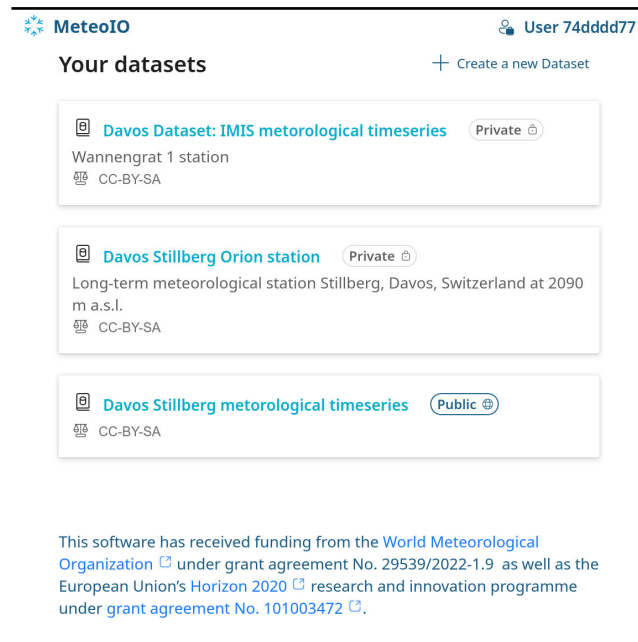 MeteoIO
User 74dddd77
Your datasets
Create a new Dataset
Davos Dataset: IMIS metorological timeseries
Private
Wannengrat 1 station
CC-BY-SA
Davos Stillberg Orion station
Private
Long-term meteorological station Stillberg, Davos, Switzerland at 2090
m a.s.l.
CC-BY-SA
Davos Stillberg metorological timeseries
Public
CC-BY-SA
This software has received funding from the World Meteorological
Organization under grant agreement No. 29539/2022-1.9 as well as the
European Union’s Horizon 2020 research and innovation programme
under grant agreement No. 101003472.